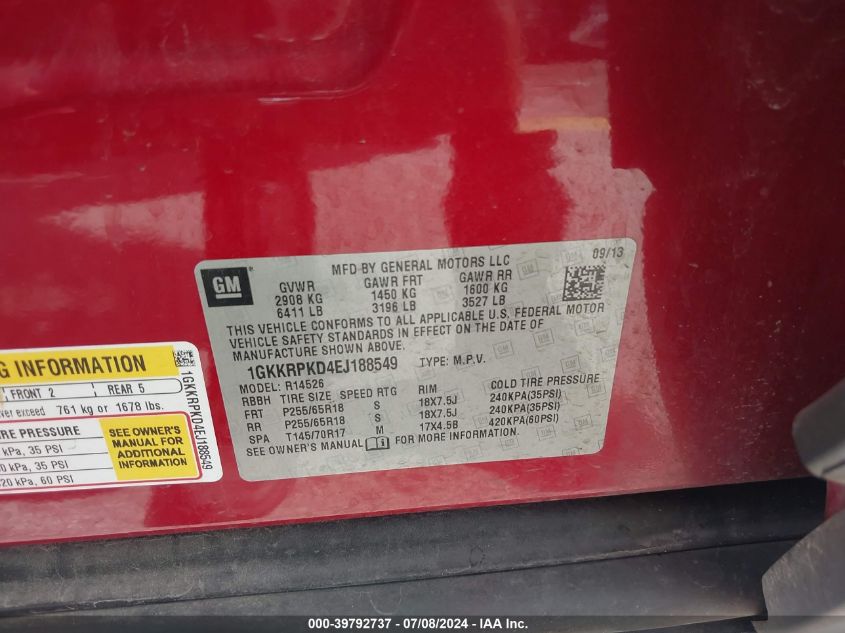 GM
MFD BY GENERAL MOTORS LLC
09/13
GVWR GAWR FRT GAWR RR
2908 KG 1450 KG 1600 KG
6411 LB 3196 LB 3527 LB
THIS VEHICLE CONFORMS TO ALL APPLICABLE U.S. FEDERAL MOTOR
VEHICLE SAFETY STANDARDS IN EFFECT ON THE DATE OF
MANUFACTURE SHOWN ABOVE.
1GKKRPKD4EJ188549 TYPE: M.P.V.
MODEL: R14526
RBBH TIRE SIZE SPEED RTG RIM COLD TIRE PRESSURE
FRT P255/65R18 S 18X7.5J 240KPA(35PSI)
RR P255/65R18 S 18X7.5J 240KPA(35PSI)
SPA T145/70R17 M 17X4.5B 420KPA(60PSI)
SEE OWNER'S MANUAL FOR MORE INFORMATION.
G INFORMATION
FRONT 2 REAR 5
ver exceed 761 kg or 1678 lbs.
RE PRESSURE
kPa, 35 PSI
0 kPa, 35 PSI
20 kPa, 60 PSI
SEE OWNER'S
MANUAL FOR
ADDITIONAL
INFORMATION
1GKKRPKD4EJ188549
000-39792737 - 07/08/2024 - IAA Inc.